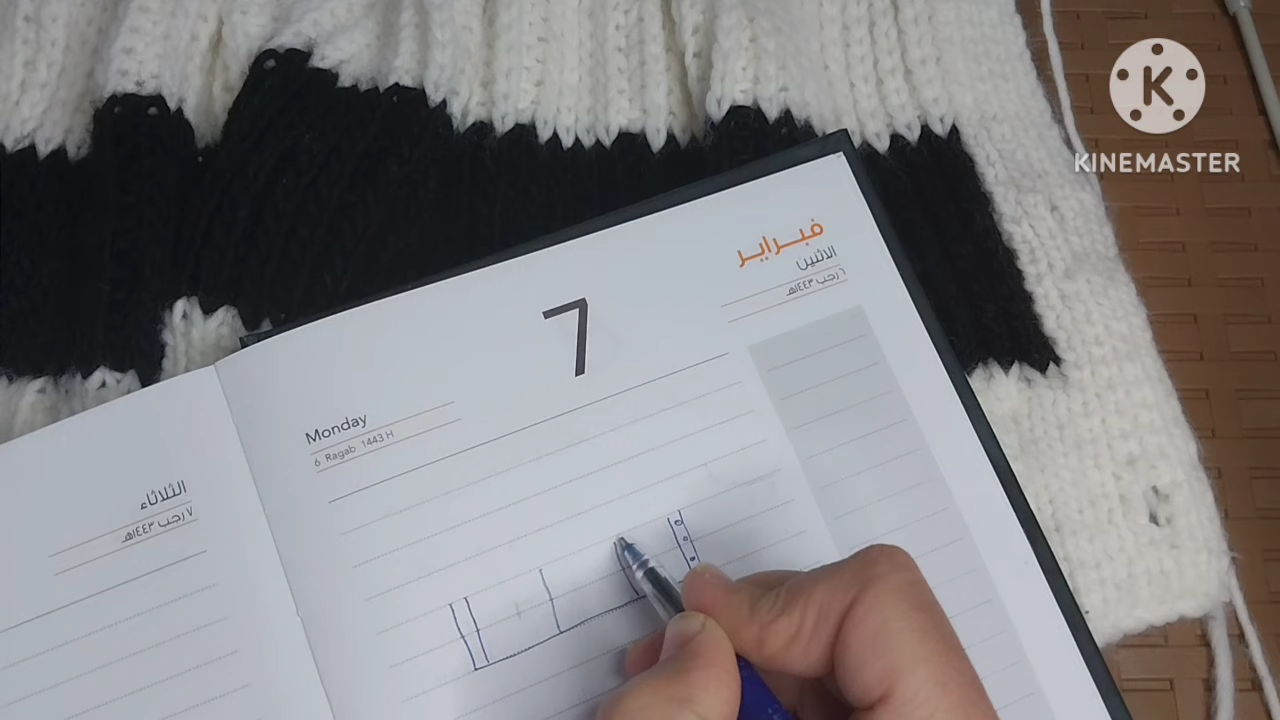 K
KINEMASTER
فبراير
الاثنين
٦ رجب ١٤٤٣هـ
7
Monday
6 Ragab 1443 H
الثلاثاء
٧ رجب ١٤٤٣هـ